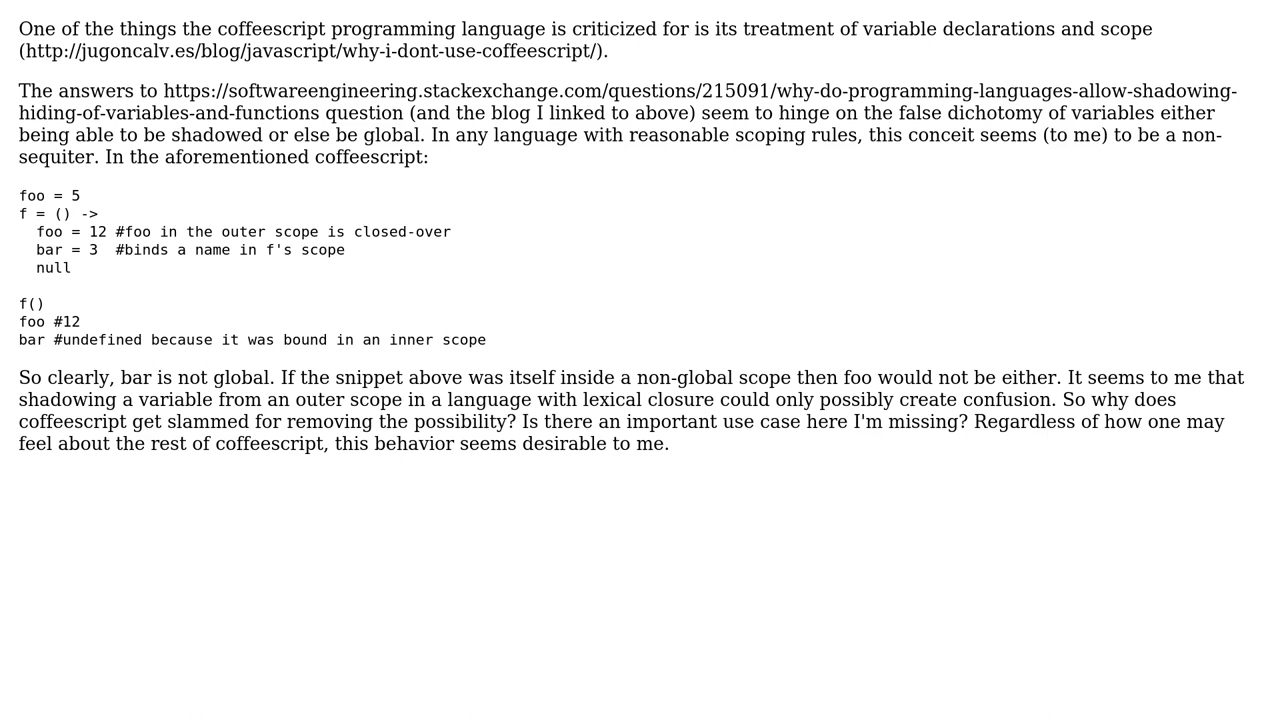 One of the things the coffeescript programming language is criticized for is its treatment of variable declarations and scope
(http://jugoncalv.es/blog/javascript/why-i-dont-use-coffeescript/).
The answers to https://softwareengineering.stackexchange.com/questions/215091/why-do-programming-languages-allow-shadowing-
hiding-of-variables-and-functions question (and the blog I linked to above) seem to hinge on the false dichotomy of variables either
being able to be shadowed or else be global. In any language with reasonable scoping rules, this conceit seems (to me) to be a non-
sequiter. In the aforementioned coffeescript:
foo = 5
f = () ->
  foo = 12 #foo in the outer scope is closed-over
  bar = 3  #binds a name in f's scope
  null
f()
foo #12
bar #undefined because it was bound in an inner scope
So clearly, bar is not global. If the snippet above was itself inside a non-global scope then foo would not be either. It seems to me that
shadowing a variable from an outer scope in a language with lexical closure could only possibly create confusion. So why does
coffeescript get slammed for removing the possibility? Is there an important use case here I'm missing? Regardless of how one may
feel about the rest of coffeescript, this behavior seems desirable to me.